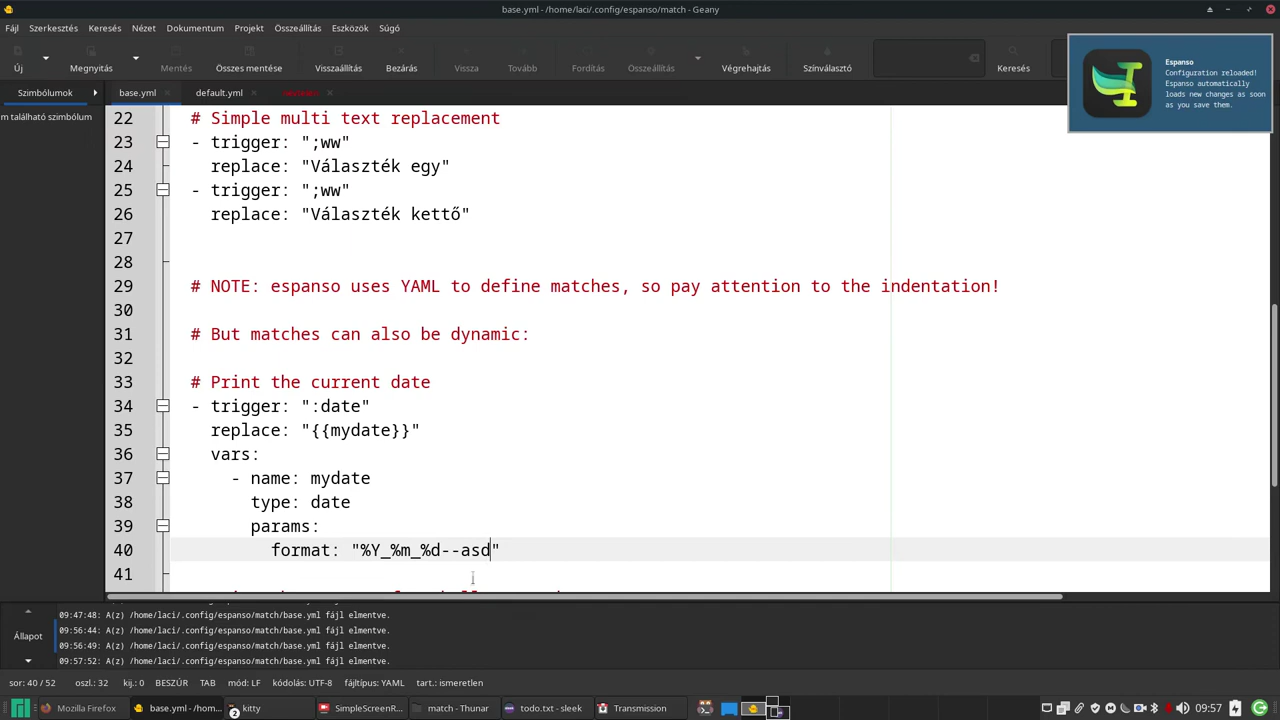 base.yml - /home/laci/.config/espanso/match - Geany
Fájl Szerkesztés Keresés Nézet Dokumentum Projekt Összeállítás Eszközök Súgó
Új Megnyitás Mentés Összes mentése Visszaállítás Bezárás Vissza Tovább Fordítás Összeállítás Végrehajtás Színválasztó Keresés
Espanso
Configuration reloaded!
Espanso automatically
loads new changes as soon
as you save them.
Szimbólumok base.yml default.yml
m található szimbólum
22 # Simple multi text replacement
23 - trigger: ";ww"
24 replace: "Választék egy"
25 - trigger: ";ww"
26 replace: "Választék kettő"
27
28
29 # NOTE: espanso uses YAML to define matches, so pay attention to the indentation!
30
31 # But matches can also be dynamic:
32
33 # Print the current date
34 - trigger: ":date"
35 replace: "{{mydate}}"
36 vars:
37 - name: mydate
38 type: date
39 params:
40 format: "%Y_%m_%d--asd"
41
Állapot
09:47:48: A(z) /home/laci/.config/espanso/match/base.yml fájl elmentve.
09:56:44: A(z) /home/laci/.config/espanso/match/base.yml fájl elmentve.
09:56:49: A(z) /home/laci/.config/espanso/match/base.yml fájl elmentve.
09:57:52: A(z) /home/laci/.config/espanso/match/base.yml fájl elmentve.
sor: 40 / 52 oszl.: 32 kij.: 0 BESZÚR TAB mód: LF kódolás: UTF-8 fájltípus: YAML tart.: ismeretlen
Mozilla Firefox base.yml - /hom... 2 kitty SimpleScreenR... match - Thunar todo.txt - sleek Transmission 09:57